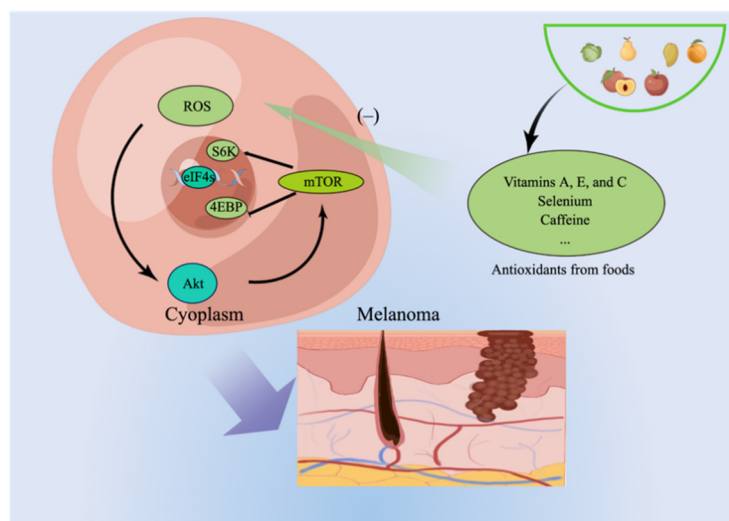 ROS
(–)
S6K
eIF4s
mTOR
4EBP
Akt
Cyoplasm
Vitamins A, E, and C
Selenium
Caffeine
...
Antioxidants from foods
Melanoma